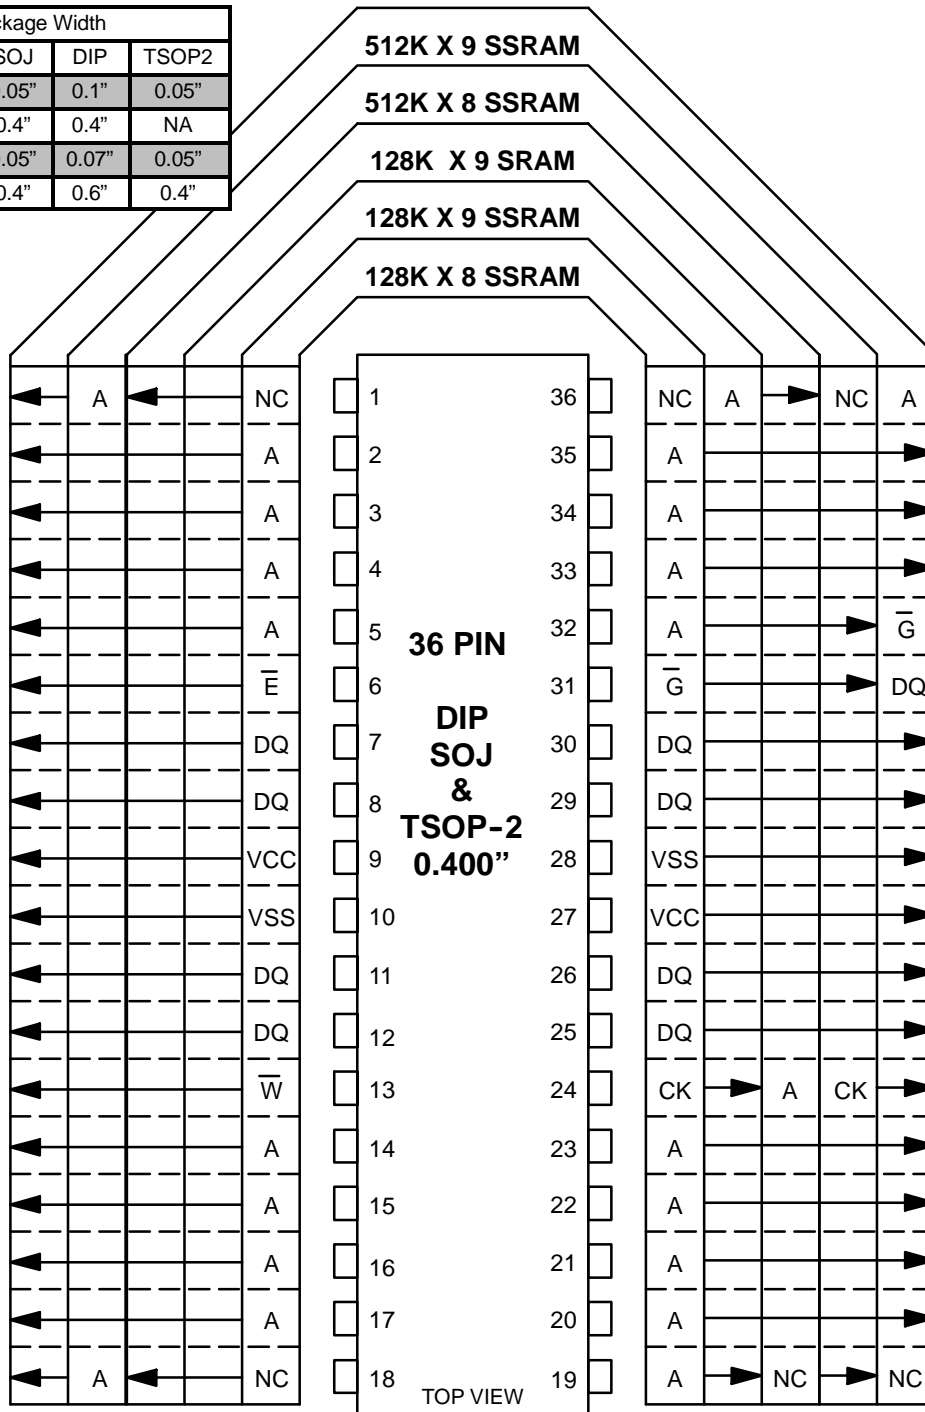 Package Width
SOJ DIP TSOP2
0.05” 0.1” 0.05”
0.4” 0.4” NA
0.05” 0.07” 0.05”
0.4” 0.6” 0.4”
512K X 9 SSRAM
512K X 8 SSRAM
128K X 9 SRAM
128K X 9 SSRAM
128K X 8 SSRAM
A NC 1 36 NC A NC A
A 2 35 A
A 3 34 A
A 4 33 A
A 5 32 A G̅
E̅ 6 31 G̅ DQ
DQ 7 30 DQ
DQ 8 29 DQ
VCC 9 28 VSS
VSS 10 27 VCC
DQ 11 26 DQ
DQ 12 25 DQ
W̅ 13 24 CK A CK
A 14 23 A
A 15 22 A
A 16 21 A
A 17 20 A
A NC 18 19 A NC NC
36 PIN
DIP
SOJ
&
TSOP-2
0.400”
TOP VIEW